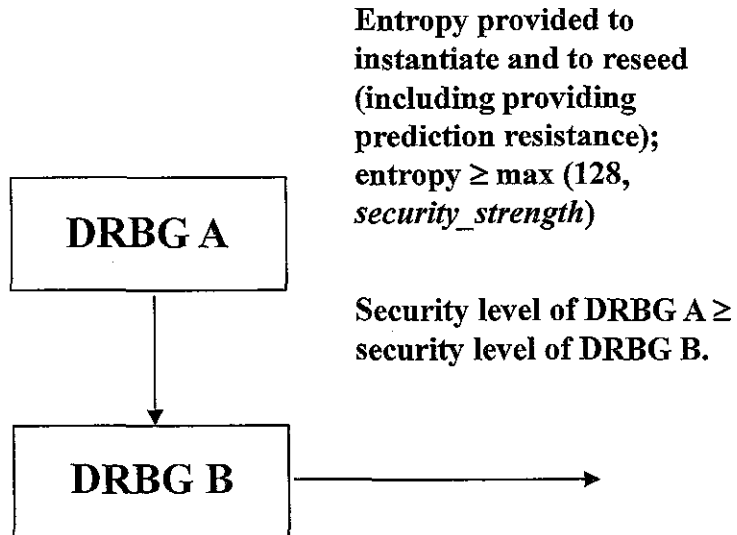 Entropy provided to
instantiate and to reseed
(including providing
prediction resistance);
entropy ≥ max (128,
security_strength)
DRBG A
Security level of DRBG A ≥
security level of DRBG B.
DRBG B